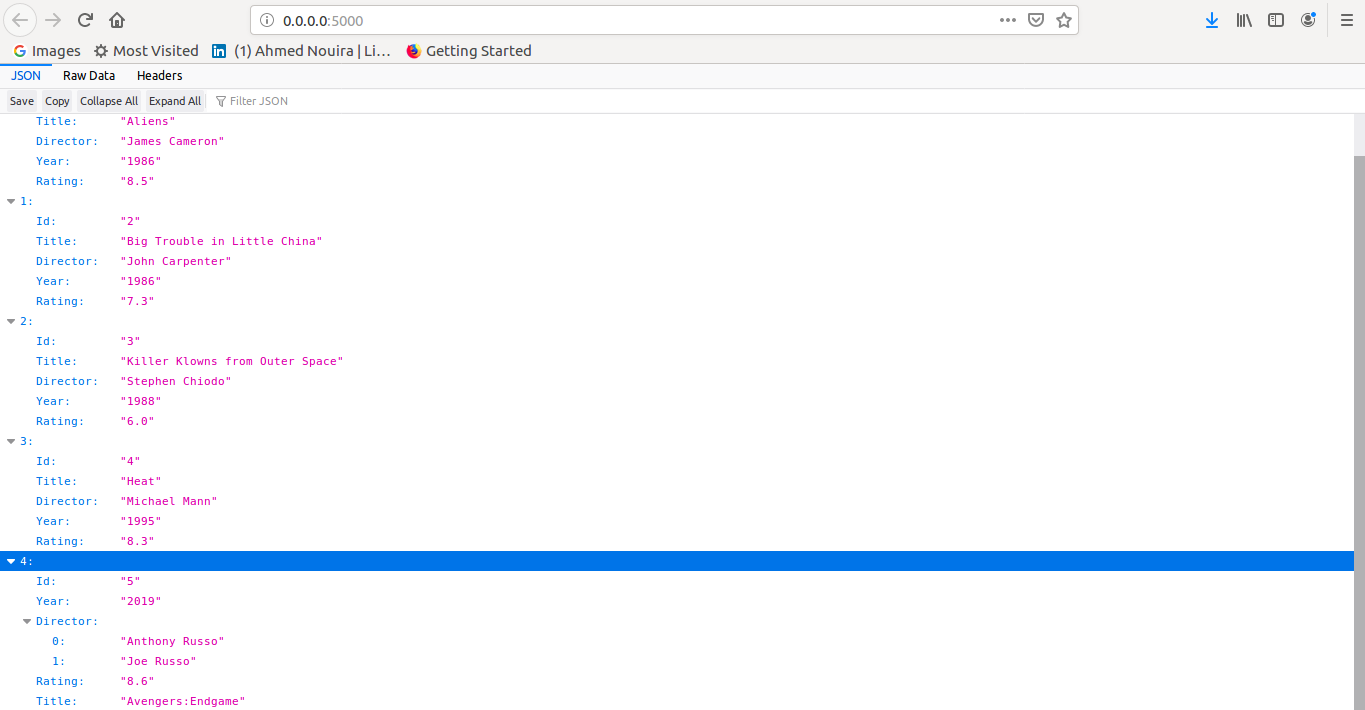 0.0.0.0:5000
Images Most Visited (1) Ahmed Nouira | Li… Getting Started
JSON Raw Data Headers
Save Copy Collapse All Expand All Filter JSON
Title: "Aliens"
Director: "James Cameron"
Year: "1986"
Rating: "8.5"
1:
Id: "2"
Title: "Big Trouble in Little China"
Director: "John Carpenter"
Year: "1986"
Rating: "7.3"
2:
Id: "3"
Title: "Killer Klowns from Outer Space"
Director: "Stephen Chiodo"
Year: "1988"
Rating: "6.0"
3:
Id: "4"
Title: "Heat"
Director: "Michael Mann"
Year: "1995"
Rating: "8.3"
4:
Id: "5"
Year: "2019"
Director:
0: "Anthony Russo"
1: "Joe Russo"
Rating: "8.6"
Title: "Avengers:Endgame"